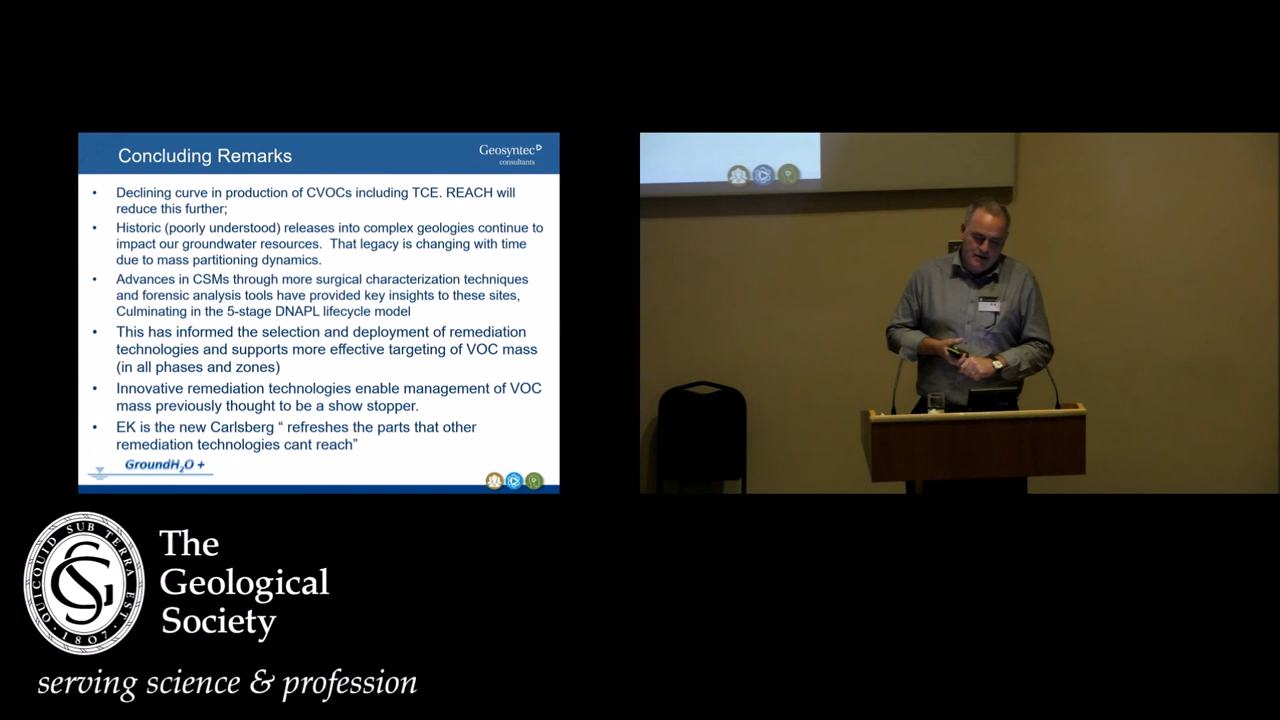 Concluding Remarks
Geosyntec
consultants
• Declining curve in production of CVOCs including TCE. REACH will
reduce this further;
• Historic (poorly understood) releases into complex geologies continue to
impact our groundwater resources. That legacy is changing with time
due to mass partitioning dynamics.
• Advances in CSMs through more surgical characterization techniques
and forensic analysis tools have provided key insights to these sites,
Culminating in the 5-stage DNAPL lifecycle model
• This has informed the selection and deployment of remediation
technologies and supports more effective targeting of VOC mass
(in all phases and zones)
• Innovative remediation technologies enable management of VOC
mass previously thought to be a show stopper.
• EK is the new Carlsberg “ refreshes the parts that other
remediation technologies cant reach”
GroundH₂O +
QUICQUID SUB TERRA EST
1807
The
Geological
Society
serving science & profession